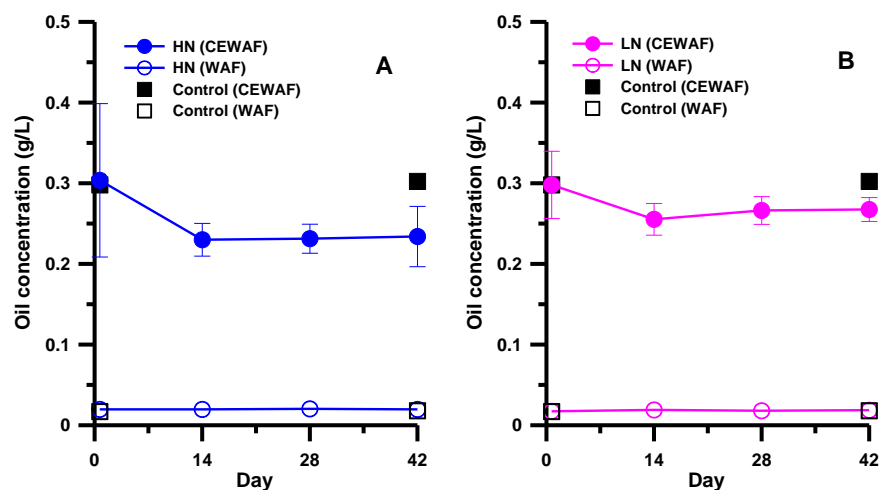 0.5
0.4
0.3
0.2
0.1
0
Oil concentration (g/L)
HN (CEWAF)
HN (WAF)
Control (CEWAF)
Control (WAF)
A
0 14 28 42
Day
0.5
0.4
0.3
0.2
0.1
0
Oil concentration (g/L)
LN (CEWAF)
LN (WAF)
Control (CEWAF)
Control (WAF)
B
0 14 28 42
Day